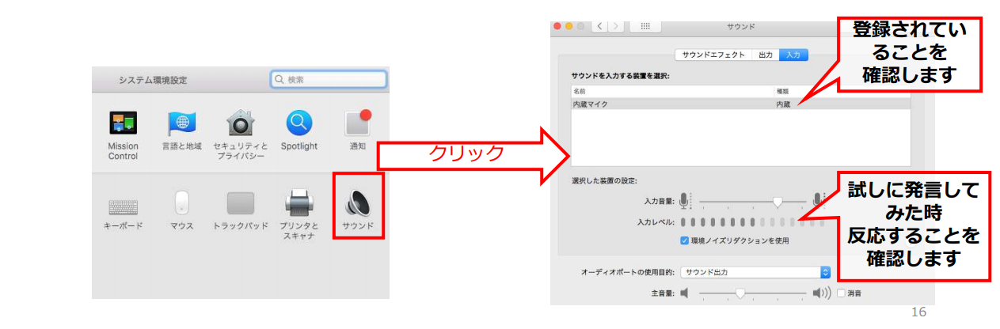 システム環境設定
検索
Mission
Control
言語と地域
セキュリティと
プライバシー
Spotlight
通知
キーボード
マウス
トラックパッド
プリンタと
スキャナ
サウンド
クリック
サウンド
サウンドエフェクト 出力 入力
サウンドを入力する装置を選択:
名前 種類
内蔵マイク 内蔵
登録されてい
ることを
確認します
選択した装置の設定:
入力音量:
入力レベル:
環境ノイズリダクションを使用
試しに発言して
みた時
反応することを
確認します
オーディオポートの使用目的: サウンド出力
主音量: 消音
16